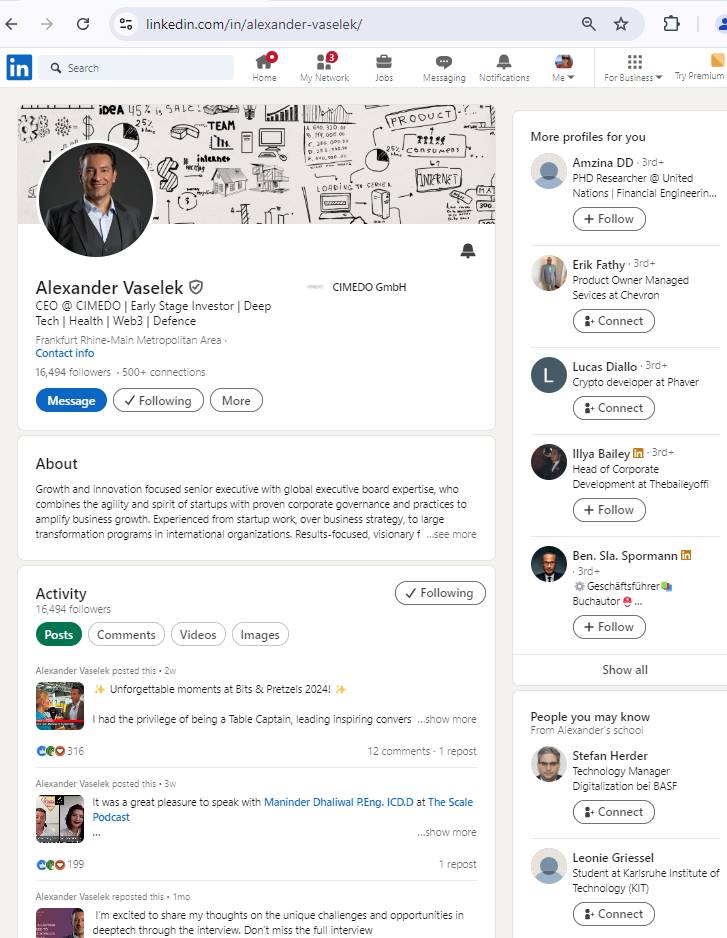 linkedin.com/in/alexander-vaselek/
in
Search
Home
3
My Network
Jobs
Messaging
Notifications
Me
For Business
Try Premium
IDEA 45% is SALE!
25%
TEAM
internet
PRODUCT
CONSUMERS
25%
INTERNET
LOADING TO SERVER
300
Alexander Vaselek
CIMEDO GmbH
CEO @ CIMEDO | Early Stage Investor | Deep
Tech | Health | Web3 | Defence
Frankfurt Rhine-Main Metropolitan Area ·
Contact info
16,494 followers · 500+ connections
Message
Following
More
About
Growth and innovation focused senior executive with global executive board expertise, who
combines the agility and spirit of startups with proven corporate governance and practices to
amplify business growth. Experienced from startup work, over business strategy, to large
transformation programs in international organizations. Results-focused, visionary f …see more
Activity
Following
16,494 followers
Posts
Comments
Videos
Images
Alexander Vaselek posted this • 2w
✨ Unforgettable moments at Bits & Pretzels 2024! ✨
I had the privilege of being a Table Captain, leading inspiring convers …show more
316
12 comments · 1 repost
Alexander Vaselek posted this • 3w
It was a great pleasure to speak with Maninder Dhaliwal P.Eng. ICD.D at The Scale
Podcast
...
…show more
199
1 repost
Alexander Vaselek reposted this • 1mo
I'm excited to share my thoughts on the unique challenges and opportunities in
deeptech through the interview. Don't miss the full interview
More profiles for you
Amzina DD · 3rd+
PHD Researcher @ United
Nations | Financial Engineerin...
+ Follow
Erik Fathy · 3rd+
Product Owner Managed
Sevices at Chevron
Connect
L
Lucas Diallo · 3rd+
Crypto developer at Phaver
Connect
Illya Bailey in · 3rd+
Head of Corporate
Development at Thebaileyoffi
+ Follow
Ben. Sla. Spormann in
· 3rd+
Geschäftsführer
Buchautor ...
+ Follow
Show all
People you may know
From Alexander's school
Stefan Herder
Technology Manager
Digitalization bei BASF
Connect
Leonie Griessel
Student at Karlsruhe Institute of
Technology (KIT)
Connect